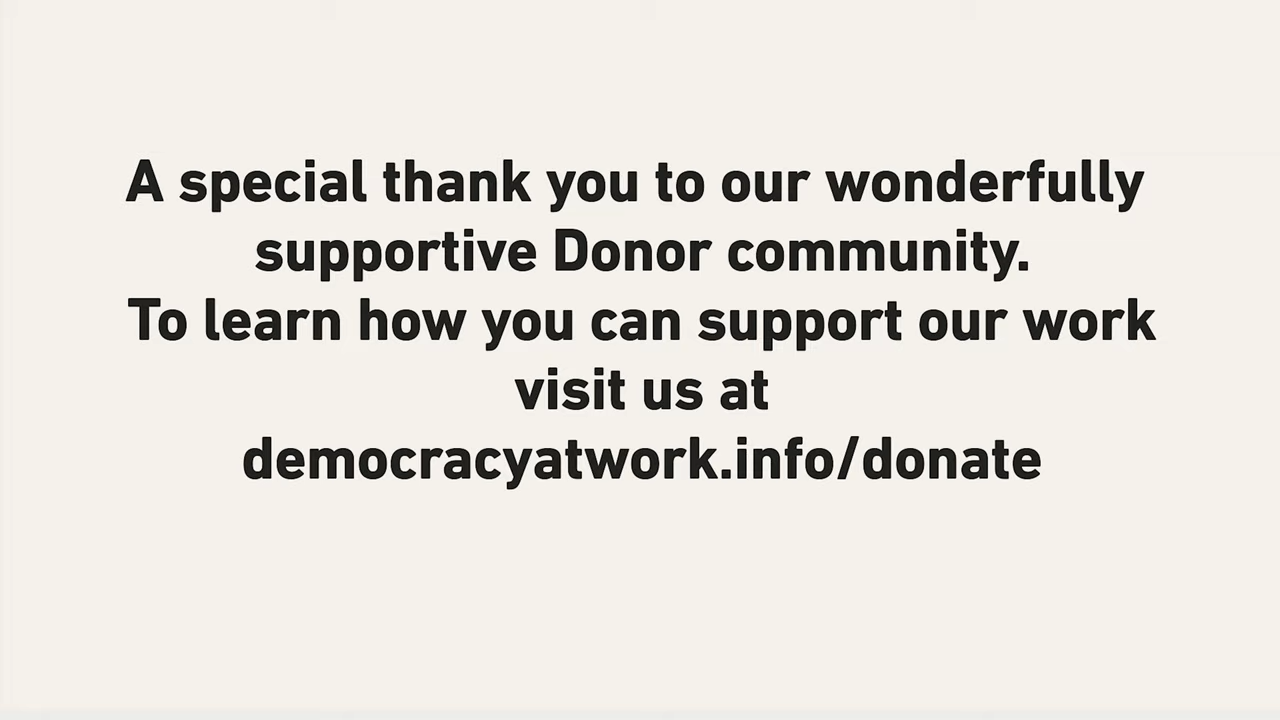 A special thank you to our wonderfully
supportive Donor community.
To learn how you can support our work
visit us at
democracyatwork.info/donate